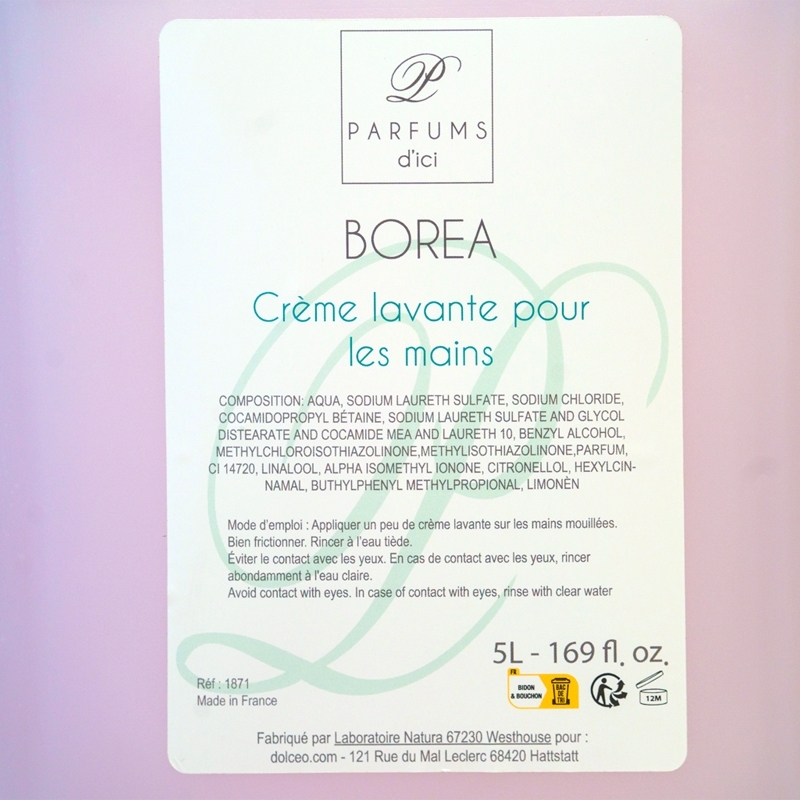 PARFUMS
d'ici
BOREA
Crème lavante pour
les mains
COMPOSITION: AQUA, SODIUM LAURETH SULFATE, SODIUM CHLORIDE,
COCAMIDOPROPYL BÉTAINE, SODIUM LAURETH SULFATE AND GLYCOL
DISTEARATE AND COCAMIDE MEA AND LAURETH 10, BENZYL ALCOHOL,
METHYLCHLOROISOTHIAZOLINONE,METHYLISOTHIAZOLINONE,PARFUM,
CI 14720, LINALOOL, ALPHA ISOMETHYL IONONE, CITRONELLOL, HEXYLCIN-
NAMAL, BUTHYLPHENYL METHYLPROPIONAL, LIMONÈN
Mode d'emploi : Appliquer un peu de crème lavante sur les mains mouillées.
Bien frictionner. Rincer à l'eau tiède.
Éviter le contact avec les yeux. En cas de contact avec les yeux, rincer
abondamment à l'eau claire.
Avoid contact with eyes. In case of contact with eyes, rinse with clear water
5L - 169 fl. oz.
FR
BIDON
& BOUCHON
BAC
DE
TRI
12M
Réf : 1871
Made in France
Fabriqué par Laboratoire Natura 67230 Westhouse pour :
dolceo.com - 121 Rue du Mal Leclerc 68420 Hattstatt